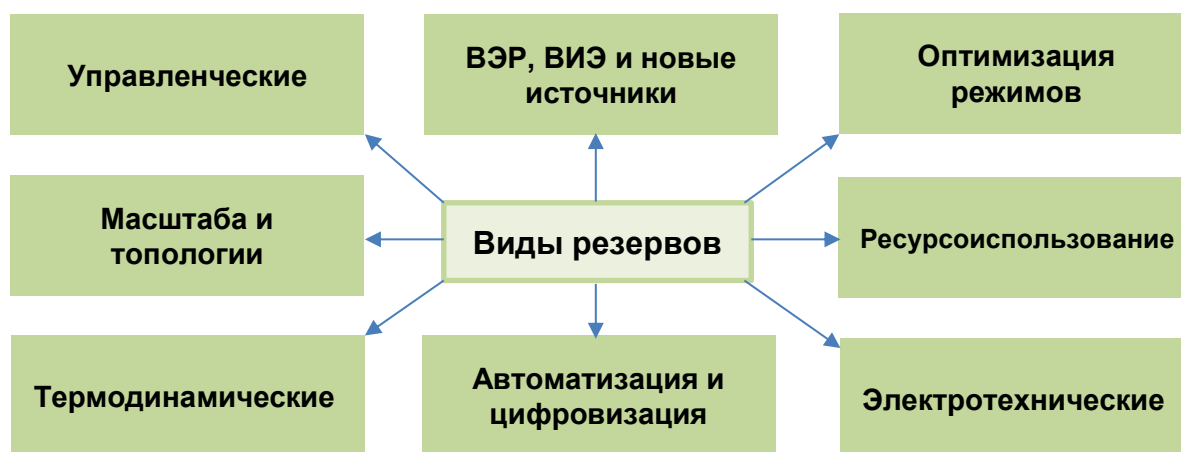 Управленческие
ВЭР, ВИЭ и новые
источники
Оптимизация
режимов
Масштаба и
топологии
Виды резервов
Ресурсоиспользование
Термодинамические
Автоматизация и
цифровизация
Электротехнические